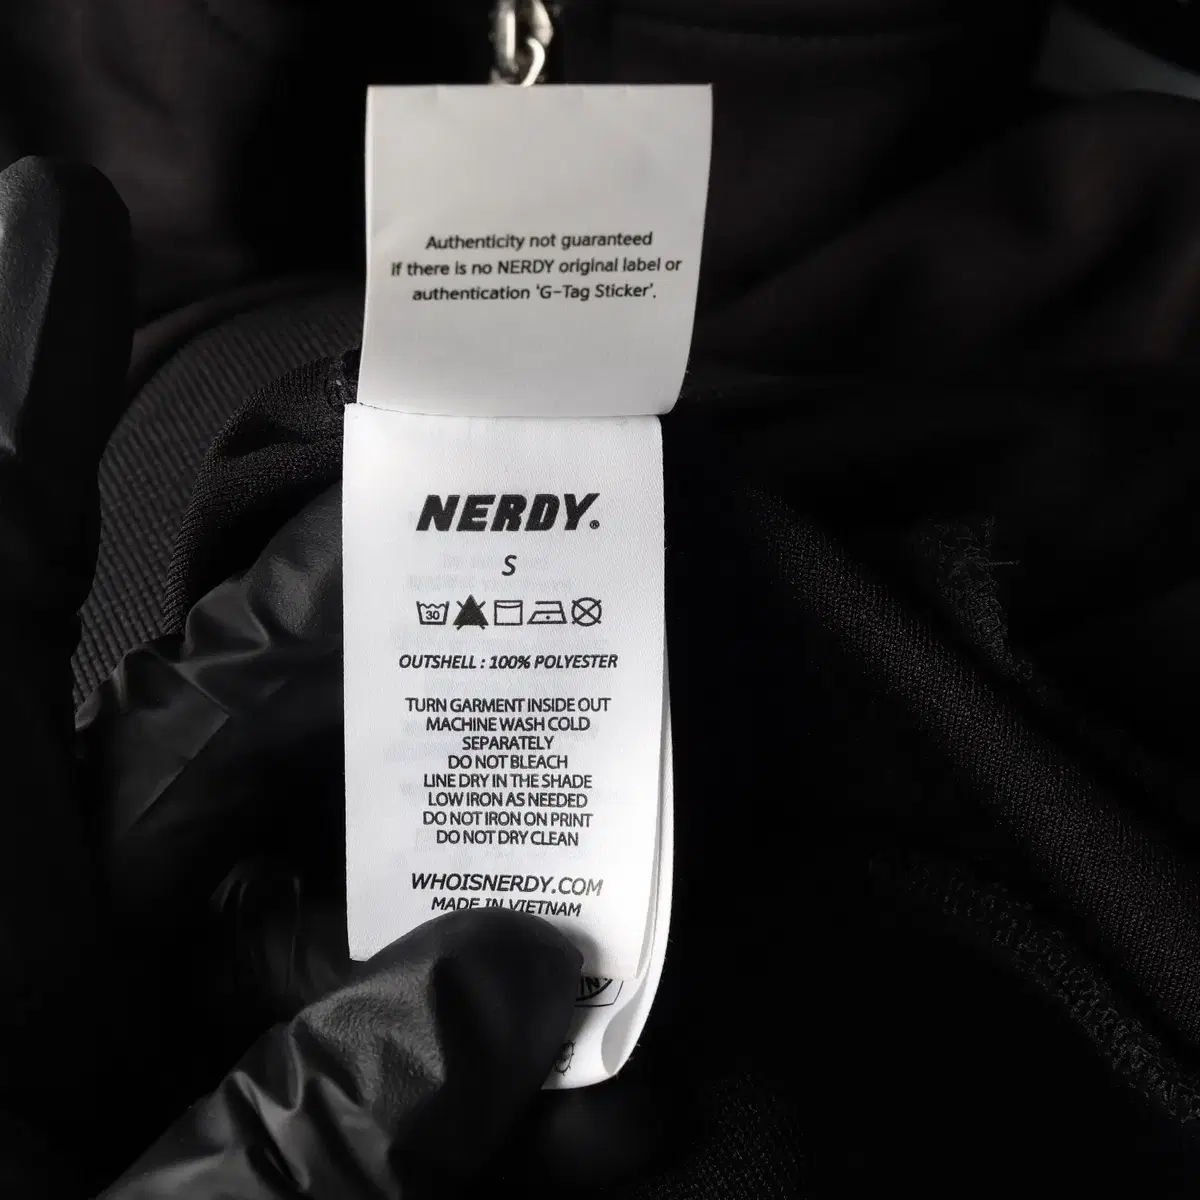 Authenticity not guaranteed
if there is no NERDY original label or
authentication 'G-Tag Sticker'.
NERDY.®
S
30
OUTSHELL : 100% POLYESTER
TURN GARMENT INSIDE OUT
MACHINE WASH COLD
SEPARATELY
DO NOT BLEACH
LINE DRY IN THE SHADE
LOW IRON AS NEEDED
DO NOT IRON ON PRINT
DO NOT DRY CLEAN
WHOISNERDY.COM
MADE IN VIETNAM